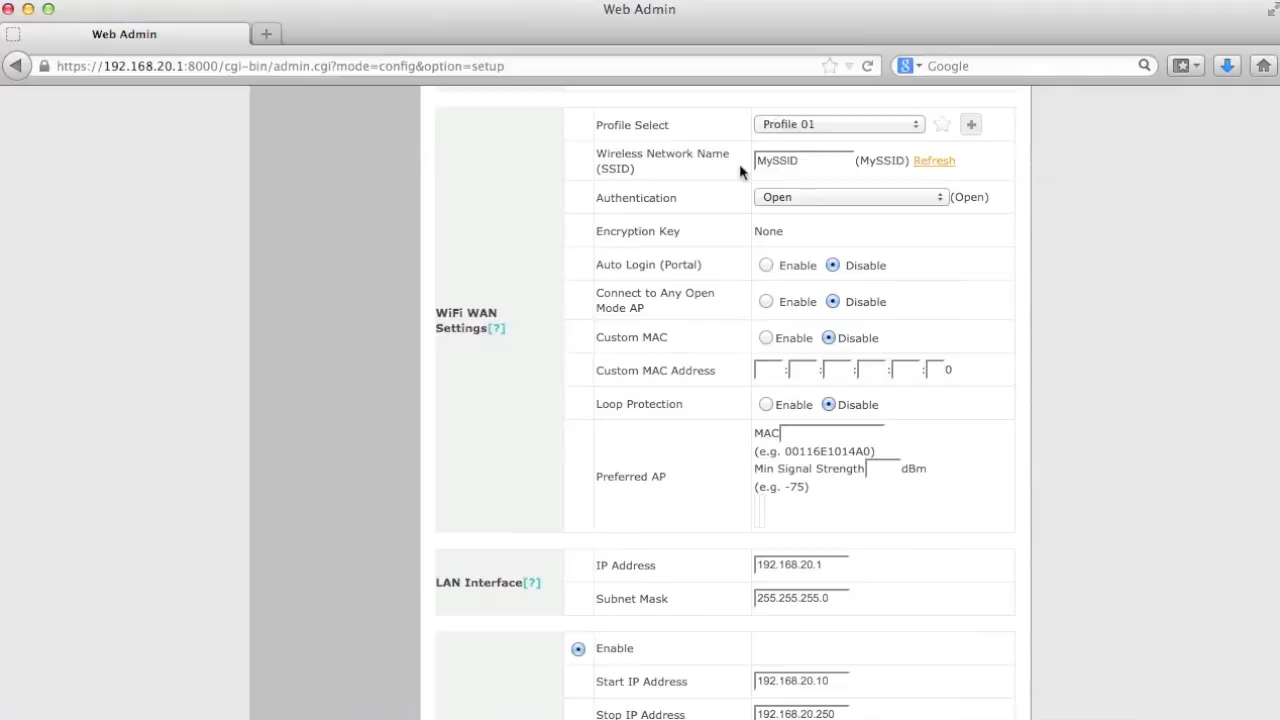 Web Admin
Web Admin
https://192.168.20.1:8000/cgi-bin/admin.cgi?mode=config&option=setup
Google
Profile Select
Profile 01
Wireless Network Name
(SSID)
MySSID
(MySSID) Refresh
Authentication
Open
(Open)
Encryption Key
None
Auto Login (Portal)
Enable
Disable
Connect to Any Open
Mode AP
Enable
Disable
WiFi WAN
Settings[?]
Custom MAC
Enable
Disable
Custom MAC Address
: : : : : 0
Loop Protection
Enable
Disable
Preferred AP
MAC
(e.g. 00116E1014A0)
Min Signal Strength dBm
(e.g. -75)
LAN Interface[?]
IP Address
192.168.20.1
Subnet Mask
255.255.255.0
Enable
Start IP Address
192.168.20.10
Stop IP Address
192.168.20.250